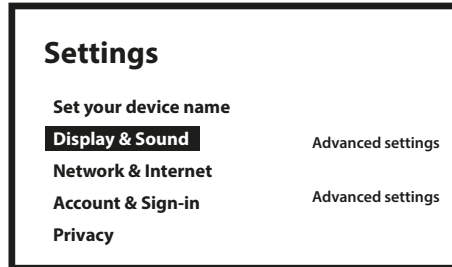 Settings
Set your device name
Display & Sound
Advanced settings
Network & Internet
Account & Sign-in
Advanced settings
Privacy